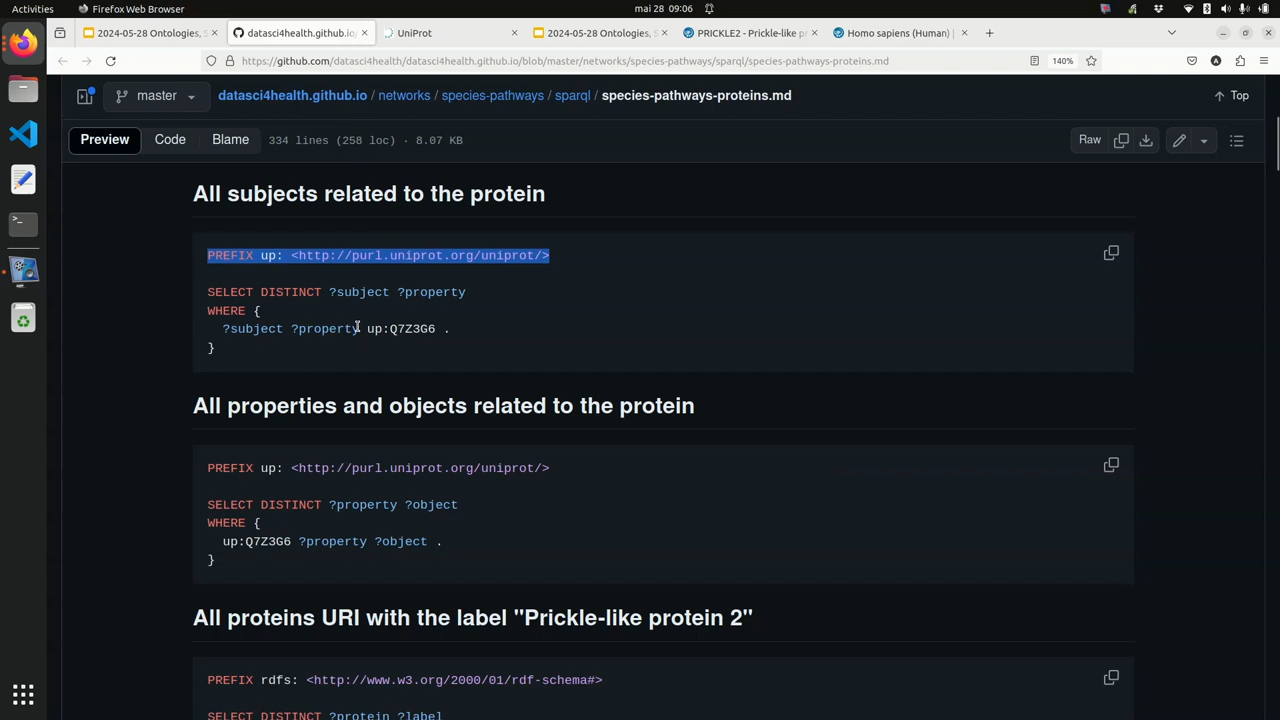 Activities
Firefox Web Browser
mai 28 09:06
2024-05-28 Ontologies, S
datasci4health.github.io/
UniProt
2024-05-28 Ontologies, S
PRICKLE2 - Prickle-like pr
Homo sapiens (Human) |
https://github.com/datasci4health/datasci4health.github.io/blob/master/networks/species-pathways/sparql/species-pathways-proteins.md
140%
master
datasci4health.github.io / networks / species-pathways / sparql / species-pathways-proteins.md
Top
Preview
Code
Blame
334 lines (258 loc) · 8.07 KB
Raw
All subjects related to the protein
PREFIX up: <http://purl.uniprot.org/uniprot/>
SELECT DISTINCT ?subject ?property
WHERE {
?subject ?property up:Q7Z3G6 .
}
All properties and objects related to the protein
PREFIX up: <http://purl.uniprot.org/uniprot/>
SELECT DISTINCT ?property ?object
WHERE {
up:Q7Z3G6 ?property ?object .
}
All proteins URI with the label "Prickle-like protein 2"
PREFIX rdfs: <http://www.w3.org/2000/01/rdf-schema#>
SELECT DISTINCT ?protein ?label